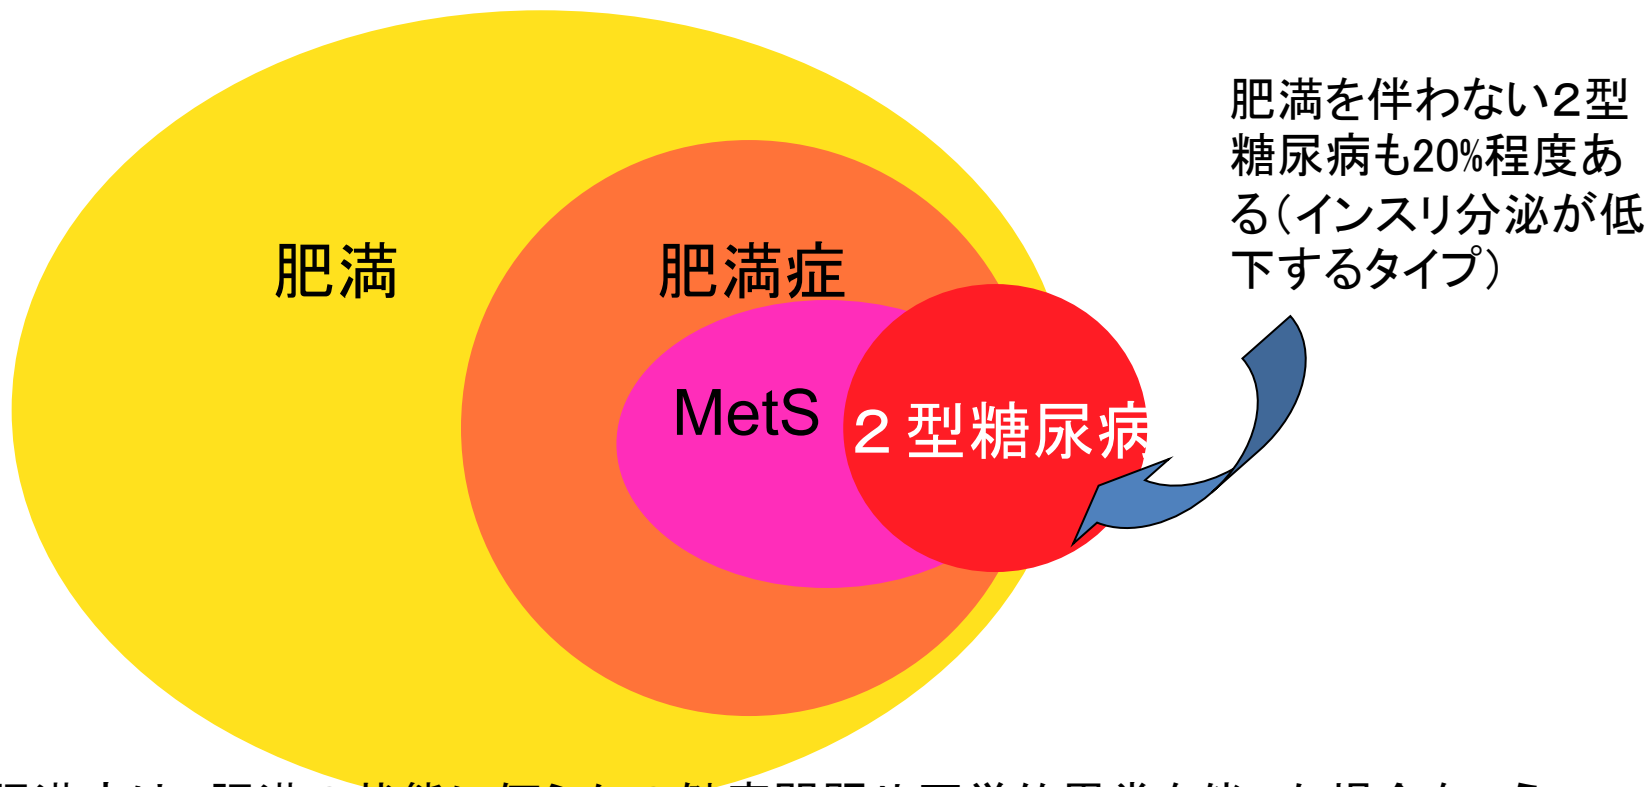 肥満を伴わない２型
糖尿病も20%程度あ
る(インスリ分泌が低
下するタイプ)
肥満
肥満症
MetS
２型糖尿病